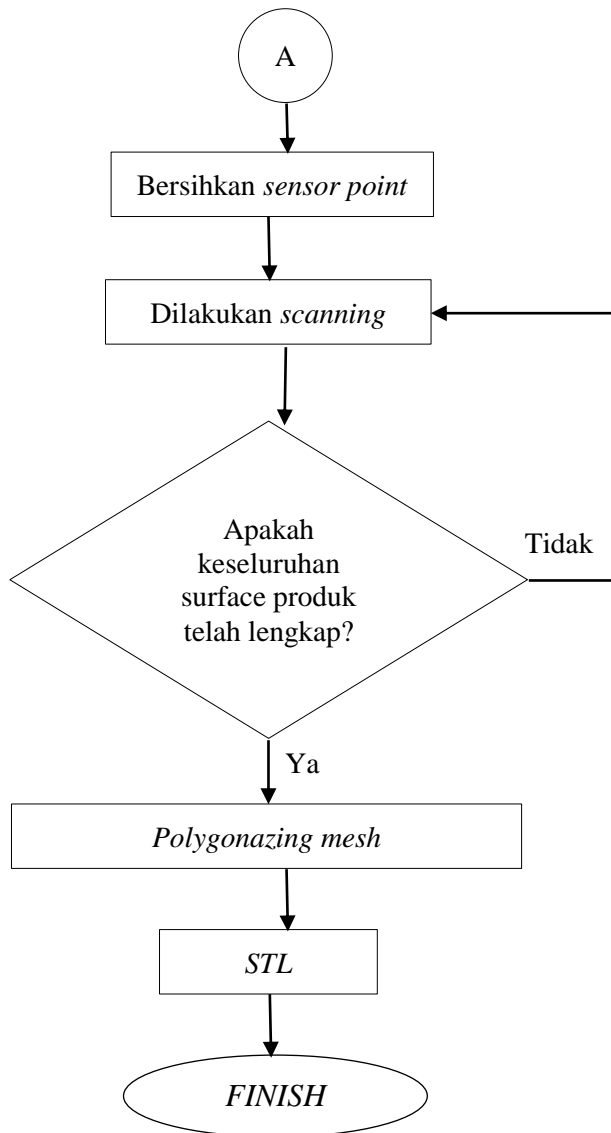 A
Bersihkan sensor point
Dilakukan scanning
Apakah
keseluruhan
surface produk
telah lengkap?
Tidak
Ya
Polygonazing mesh
STL
FINISH